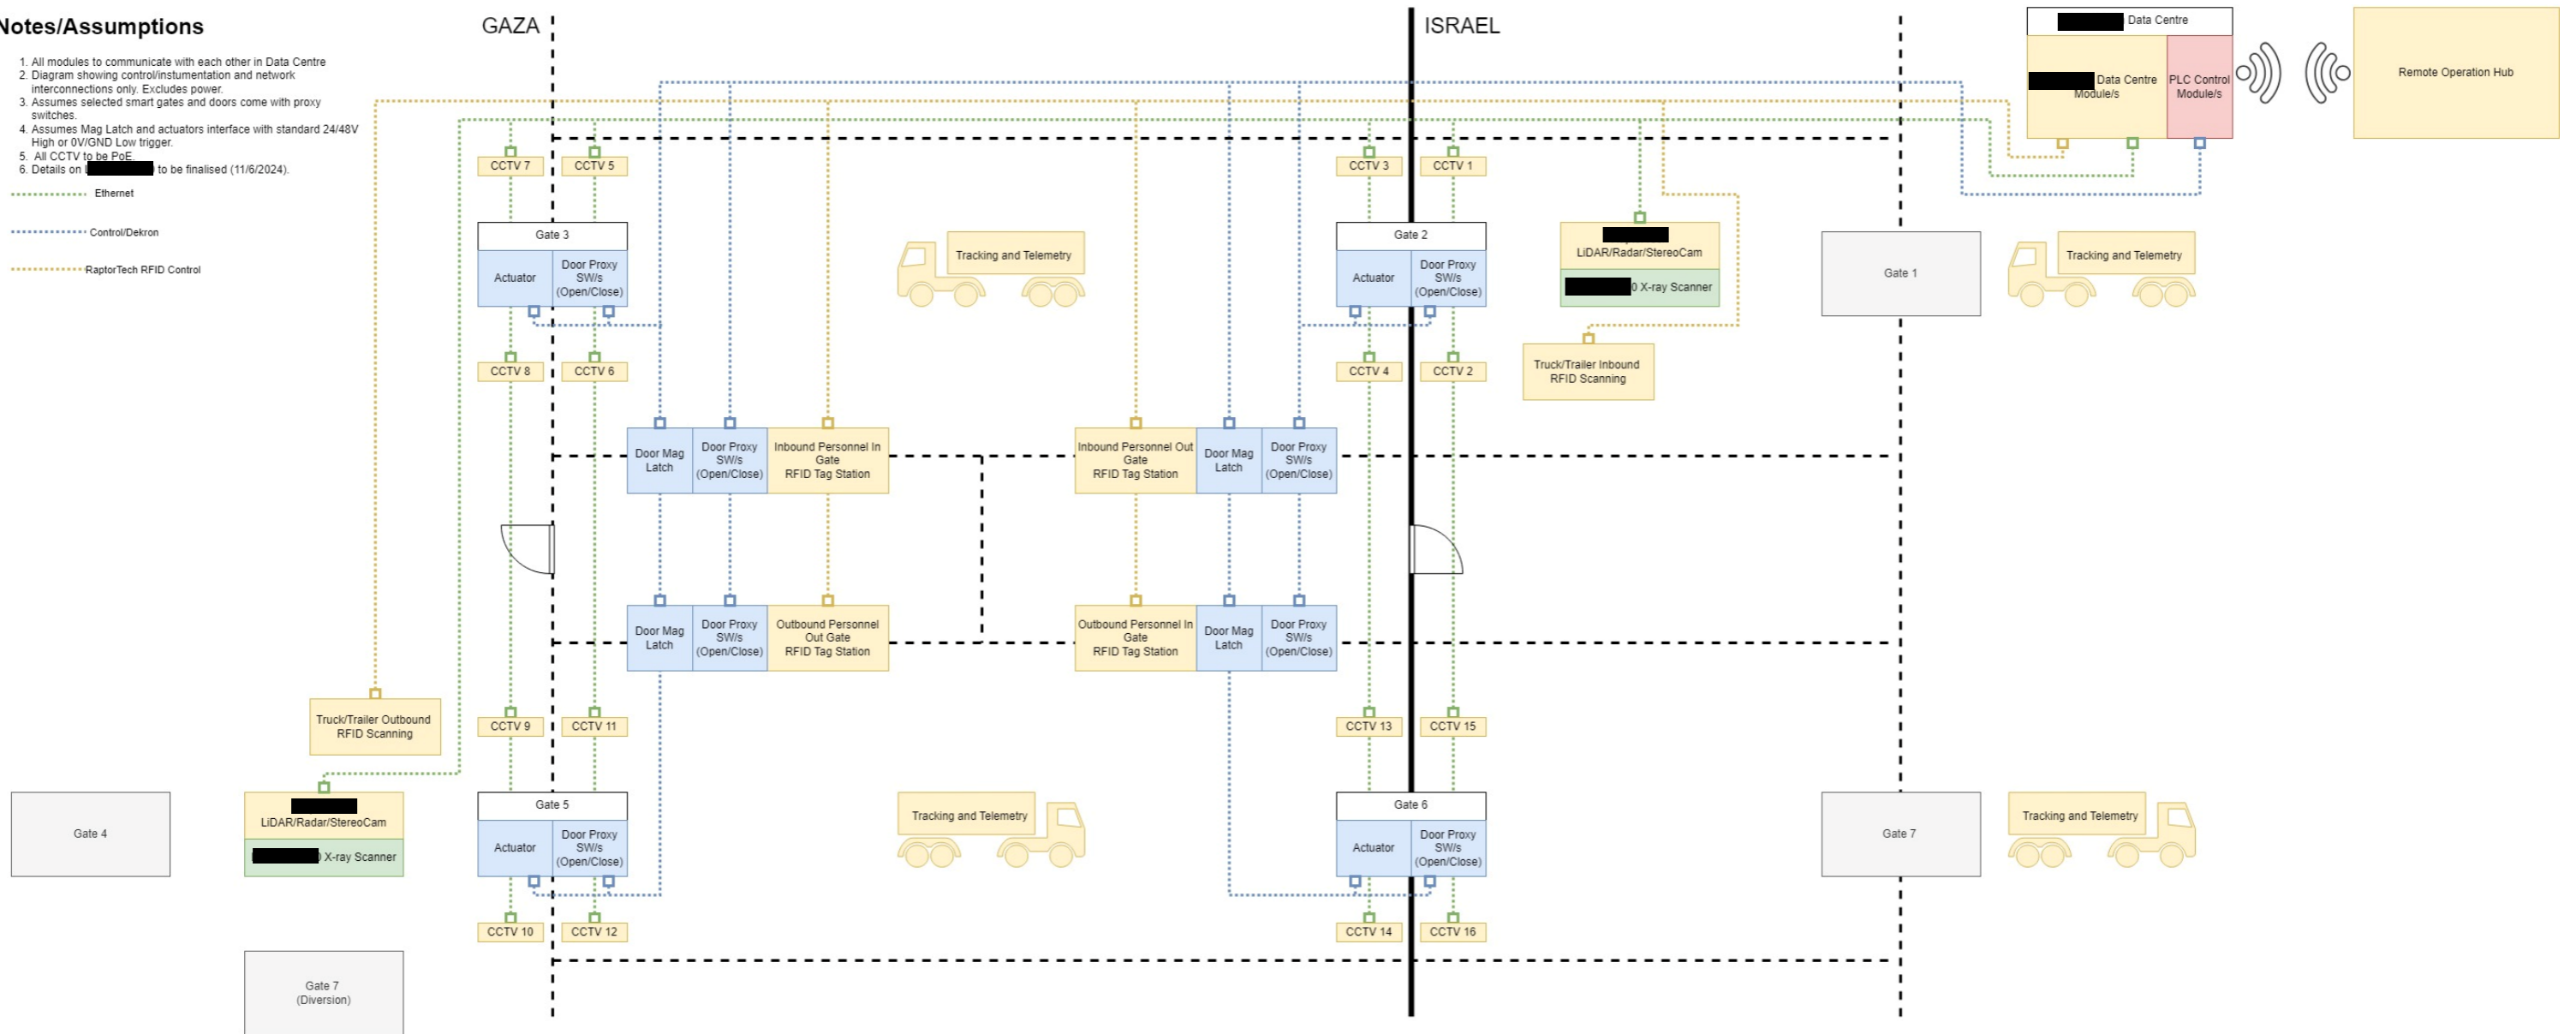 Notes/Assumptions
1. All modules to communicate with each other in Data Centre
2. Diagram showing control/instumentation and network
interconnections only. Excludes power.
3. Assumes selected smart gates and doors come with proxy
switches.
4. Assumes Mag Latch and actuators interface with standard 24/48V
High or 0V/GND Low trigger.
5. All CCTV to be PoE.
6. Details on to be finalised (11/6/2024).
Ethernet
Control/Dekron
RaptorTech RFID Control
GAZA
ISRAEL
Data Centre
Data Centre
Module/s
PLC Control
Module/s
Remote Operation Hub
CCTV 7
CCTV 5
CCTV 3
CCTV 1
Gate 3
Actuator
Door Proxy
SW/s
(Open/Close)
Tracking and Telemetry
Gate 2
Actuator
Door Proxy
SW/s
(Open/Close)
LiDAR/Radar/StereoCam
0 X-ray Scanner
Gate 1
Tracking and Telemetry
CCTV 8
CCTV 6
CCTV 4
CCTV 2
Truck/Trailer Inbound
RFID Scanning
Door Mag
Latch
Door Proxy
SW/s
(Open/Close)
Inbound Personnel In
Gate
RFID Tag Station
Inbound Personnel Out
Gate
RFID Tag Station
Door Mag
Latch
Door Proxy
SW/s
(Open/Close)
Door Mag
Latch
Door Proxy
SW/s
(Open/Close)
Outbound Personnel
Out Gate
RFID Tag Station
Outbound Personnel In
Gate
RFID Tag Station
Door Mag
Latch
Door Proxy
SW/s
(Open/Close)
Truck/Trailer Outbound
RFID Scanning
CCTV 9
CCTV 11
CCTV 13
CCTV 15
Gate 4
LiDAR/Radar/StereoCam
X-ray Scanner
Gate 5
Actuator
Door Proxy
SW/s
(Open/Close)
Tracking and Telemetry
Gate 6
Actuator
Door Proxy
SW/s
(Open/Close)
Gate 7
Tracking and Telemetry
CCTV 10
CCTV 12
CCTV 14
CCTV 16
Gate 7
(Diversion)